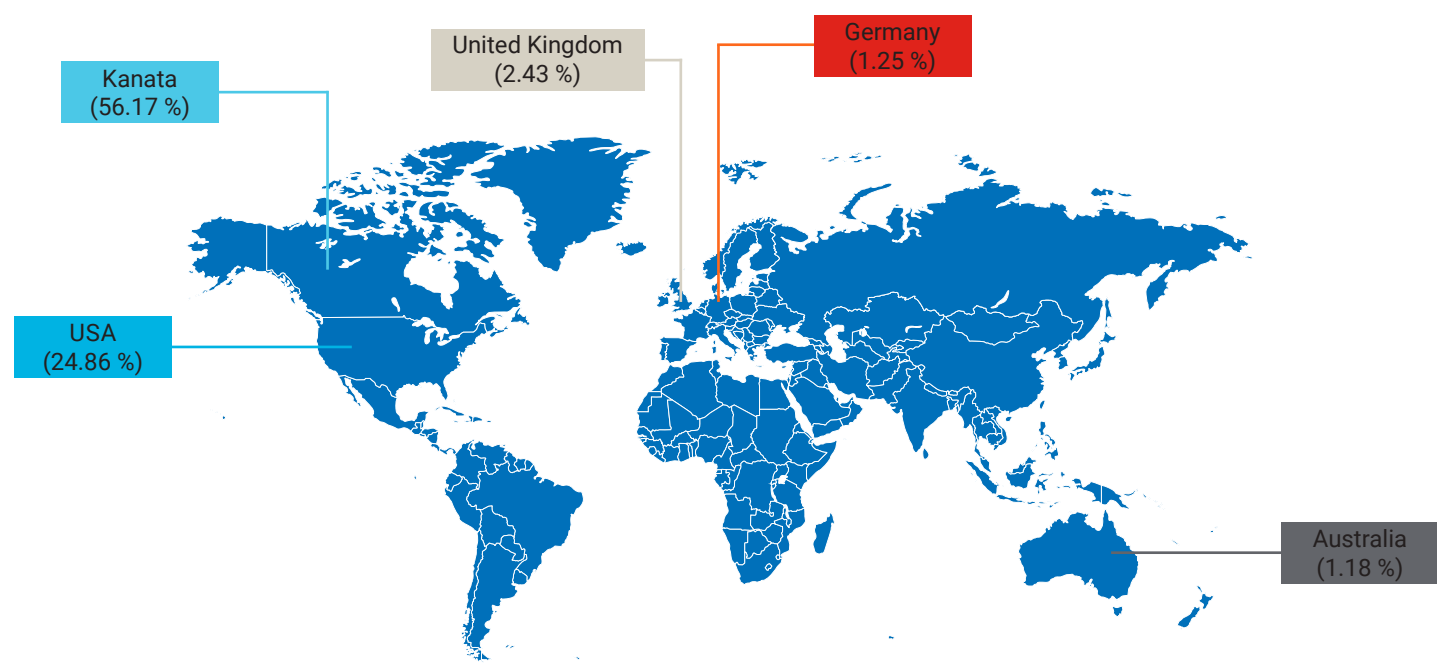 Kanata
(56.17 %)
United Kingdom
(2.43 %)
Germany
(1.25 %)
USA
(24.86 %)
Australia
(1.18 %)